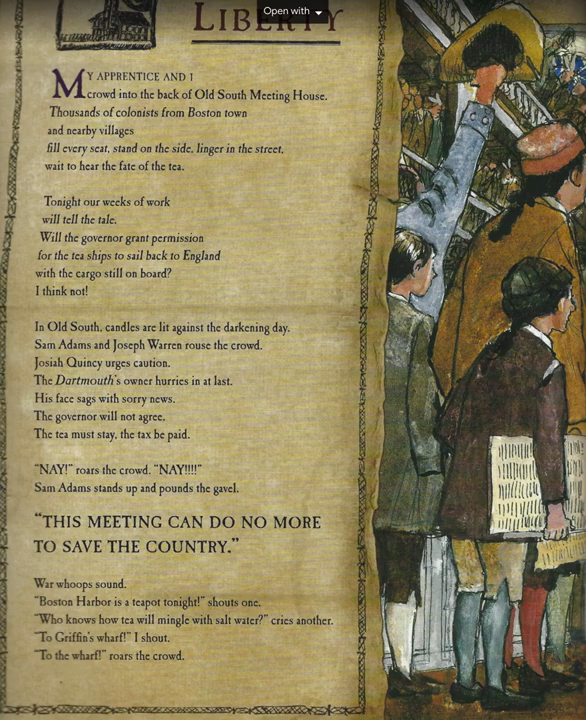 Open with
LIBERTY
MY APPRENTICE AND I
crowd into the back of Old South Meeting House.
Thousands of colonists from Boston town
and nearby villages
fill every seat, stand on the side, linger in the street,
wait to hear the fate of the tea.
Tonight our weeks of work
will tell the tale.
Will the governor grant permission
for the tea ships to sail back to England
with the cargo still on board?
I think not!
In Old South, candles are lit against the darkening day.
Sam Adams and Joseph Warren rouse the crowd.
Josiah Quincy urges caution.
The Dartmouth's owner hurries in at last.
His face sags with sorry news.
The governor will not agree.
The tea must stay, the tax be paid.
“NAY!” roars the crowd. “NAY!!!!”
Sam Adams stands up and pounds the gavel.
“THIS MEETING CAN DO NO MORE
TO SAVE THE COUNTRY.”
War whoops sound.
“Boston Harbor is a teapot tonight!” shouts one.
“Who knows how tea will mingle with salt water?” cries another.
“To Griffin's wharf!” I shout.
“To the wharf!” roars the crowd.